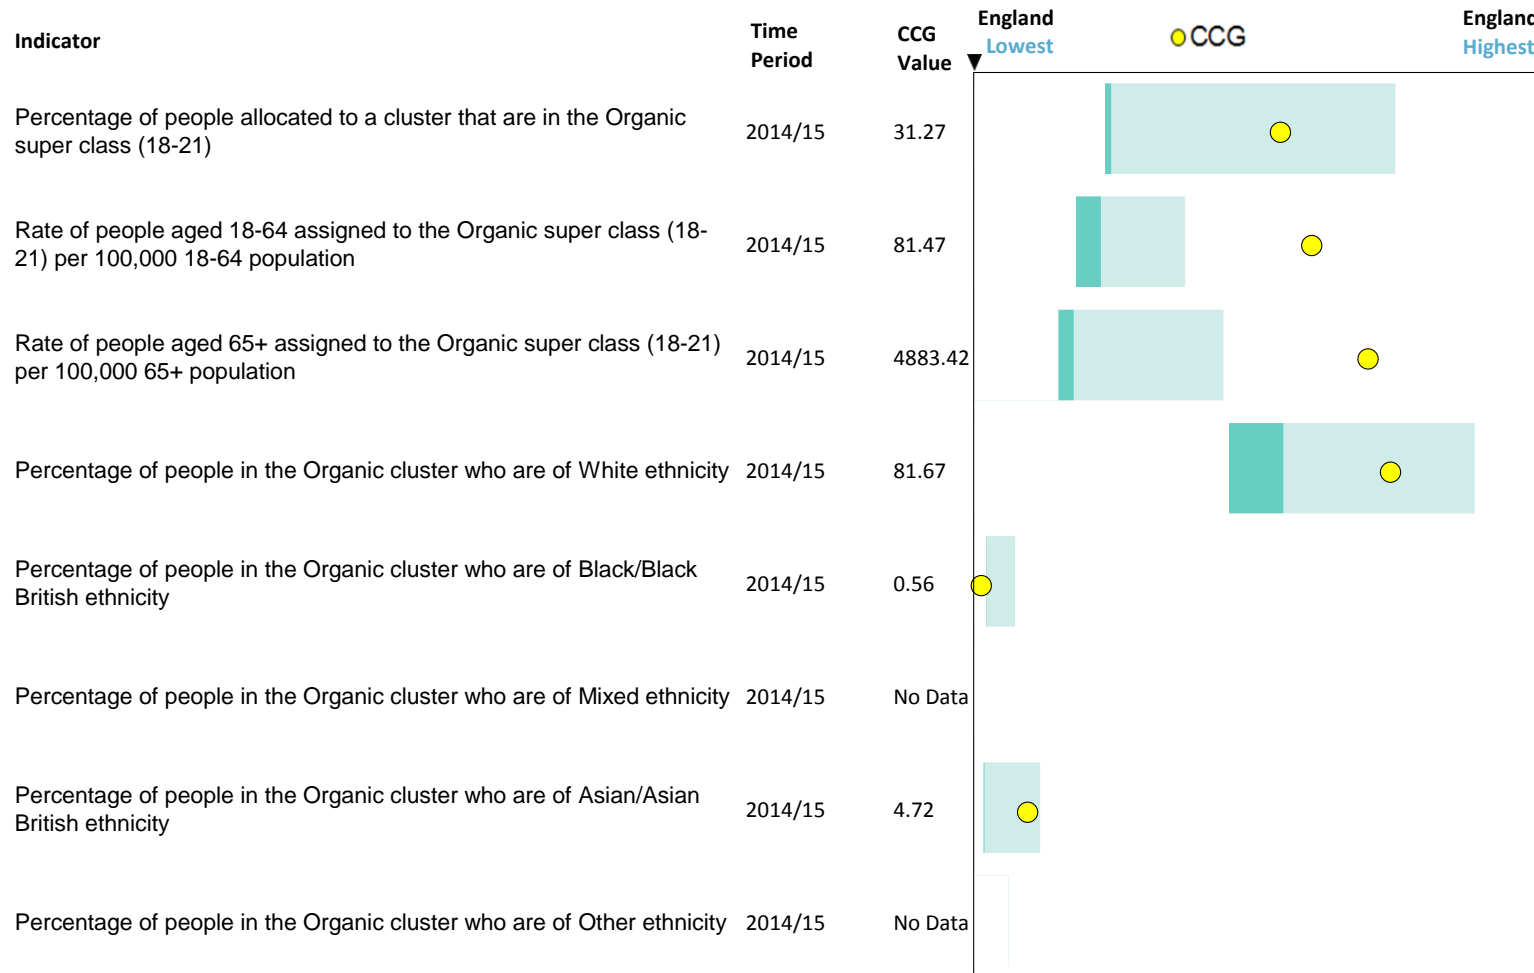 Indicator
Time Period
CCG Value
England Lowest
CCG
England Highest
Percentage of people allocated to a cluster that are in the Organic
super class (18-21)
2014/15
31.27
Rate of people aged 18-64 assigned to the Organic super class (18-
21) per 100,000 18-64 population
2014/15
81.47
Rate of people aged 65+ assigned to the Organic super class (18-21)
per 100,000 65+ population
2014/15
4883.42
Percentage of people in the Organic cluster who are of White ethnicity
2014/15
81.67
Percentage of people in the Organic cluster who are of Black/Black
British ethnicity
2014/15
0.56
Percentage of people in the Organic cluster who are of Mixed ethnicity
2014/15
No Data
Percentage of people in the Organic cluster who are of Asian/Asian
British ethnicity
2014/15
4.72
Percentage of people in the Organic cluster who are of Other ethnicity
2014/15
No Data